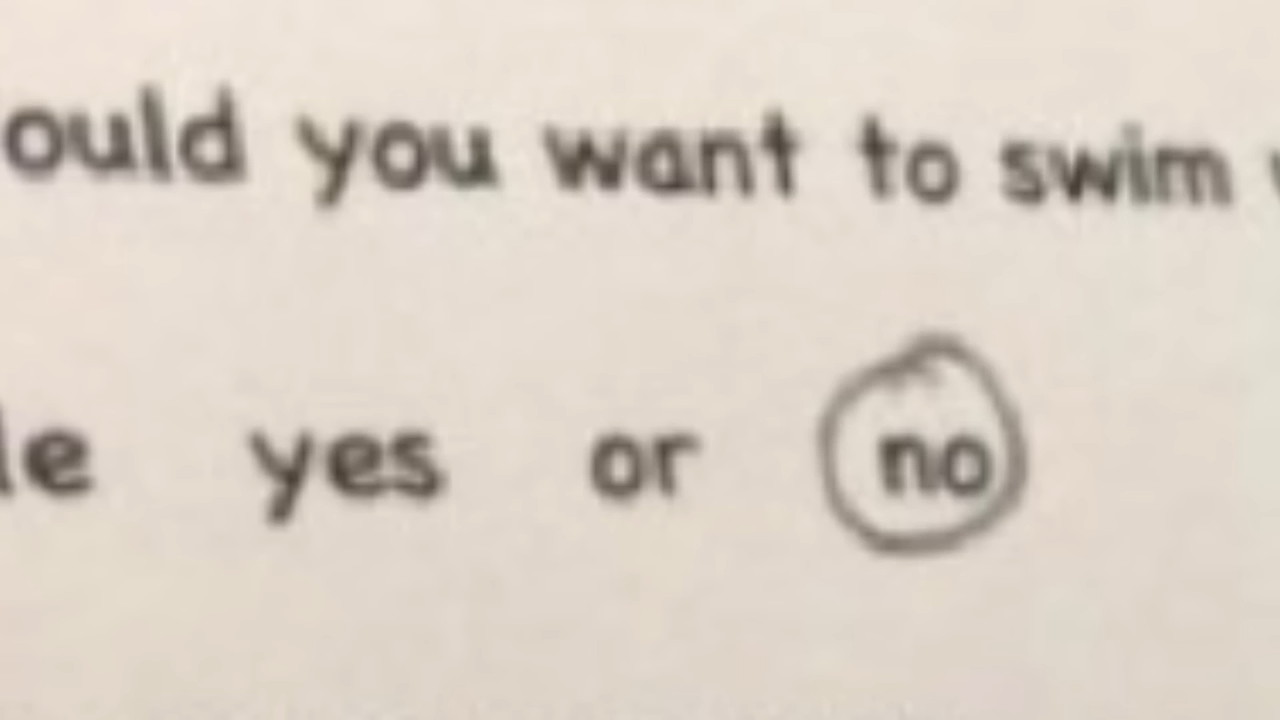 ould you want to swim
le yes or no